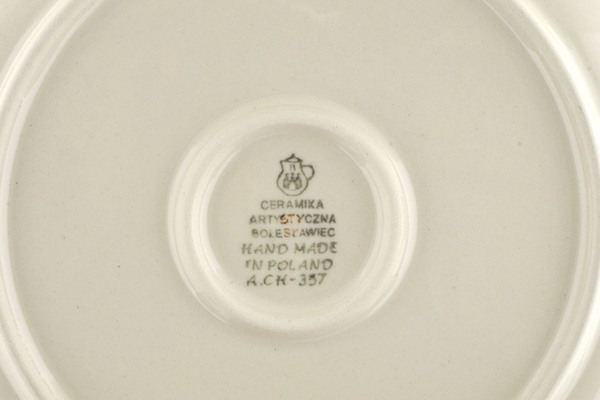 CERAMIKA
ARTYSTYCZNA
BOLESŁAWIEC
HAND MADE
IN POLAND
A.CH-357